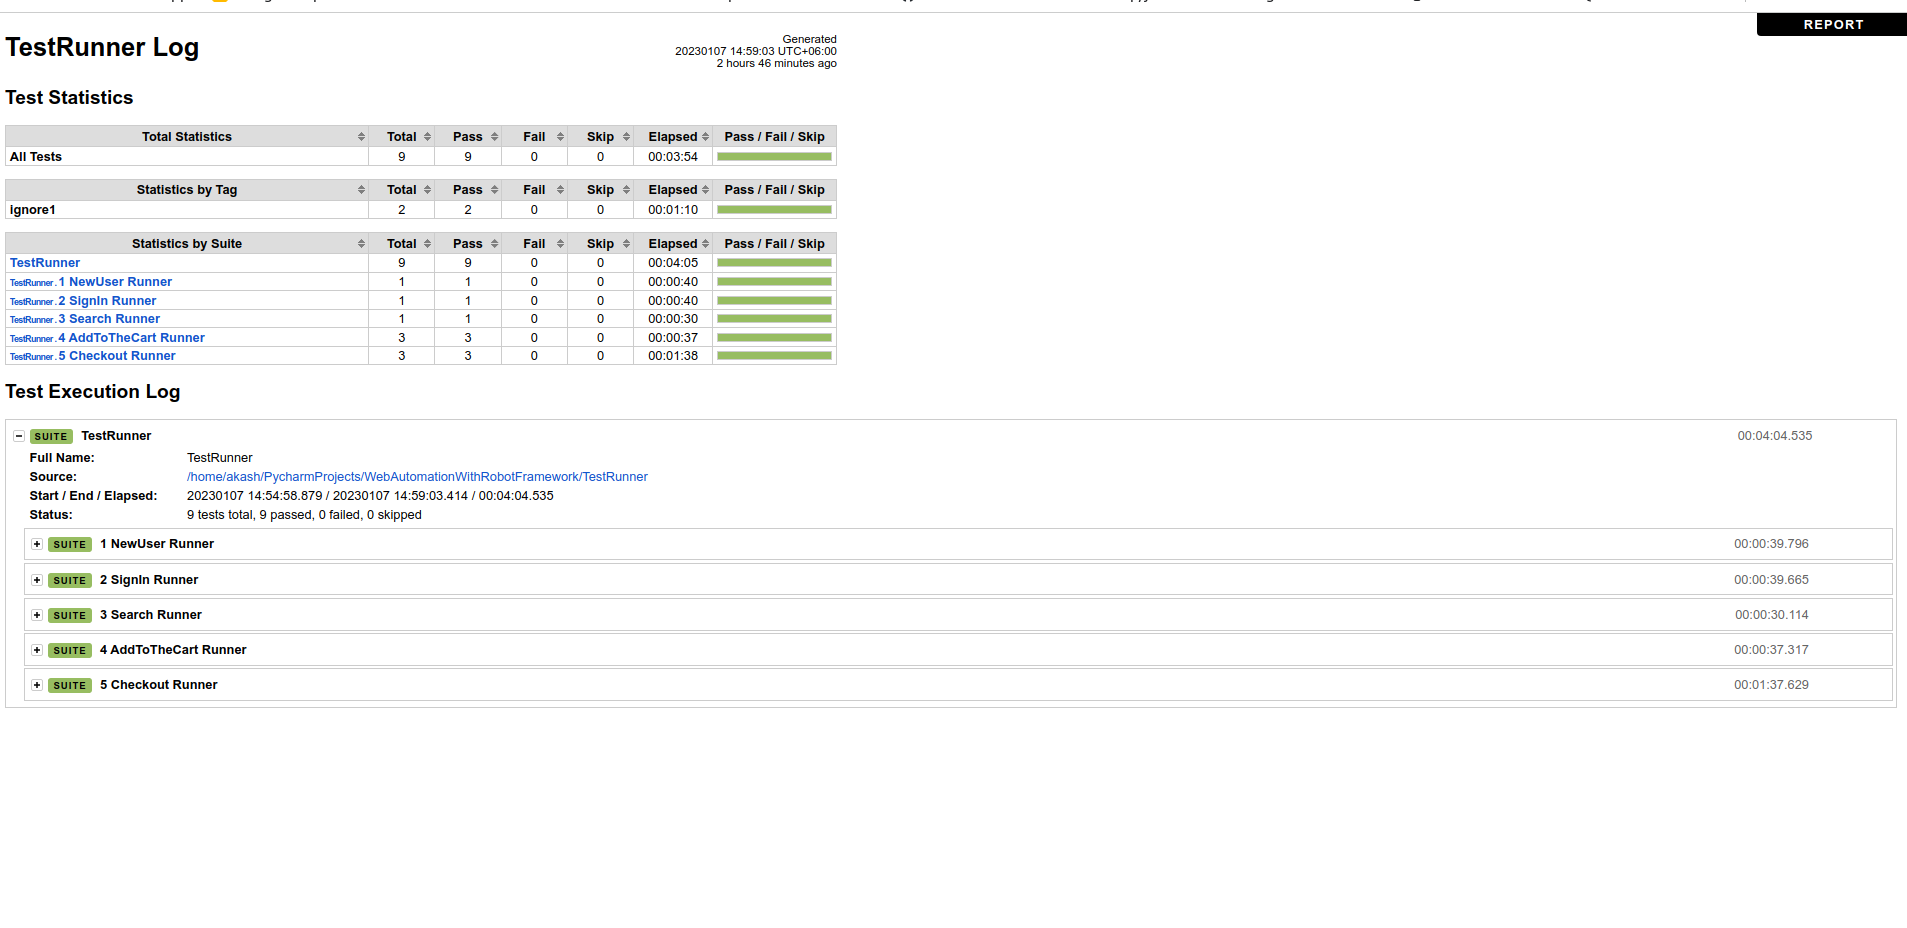 REPORT
TestRunner Log
Generated
20230107 14:59:03 UTC+06:00
2 hours 46 minutes ago
Test Statistics
Total Statistics Total Pass Fail Skip Elapsed Pass / Fail / Skip
All Tests 9 9 0 0 00:03:54
Statistics by Tag Total Pass Fail Skip Elapsed Pass / Fail / Skip
ignore1 2 2 0 0 00:01:10
Statistics by Suite Total Pass Fail Skip Elapsed Pass / Fail / Skip
TestRunner 9 9 0 0 00:04:05
TestRunner . 1 NewUser Runner 1 1 0 0 00:00:40
TestRunner . 2 SignIn Runner 1 1 0 0 00:00:40
TestRunner . 3 Search Runner 1 1 0 0 00:00:30
TestRunner . 4 AddToTheCart Runner 3 3 0 0 00:00:37
TestRunner . 5 Checkout Runner 3 3 0 0 00:01:38
Test Execution Log
SUITE TestRunner 00:04:04.535
Full Name: TestRunner
Source: /home/akash/PycharmProjects/WebAutomationWithRobotFramework/TestRunner
Start / End / Elapsed: 20230107 14:54:58.879 / 20230107 14:59:03.414 / 00:04:04.535
Status: 9 tests total, 9 passed, 0 failed, 0 skipped
SUITE 1 NewUser Runner 00:00:39.796
SUITE 2 SignIn Runner 00:00:39.665
SUITE 3 Search Runner 00:00:30.114
SUITE 4 AddToTheCart Runner 00:00:37.317
SUITE 5 Checkout Runner 00:01:37.629